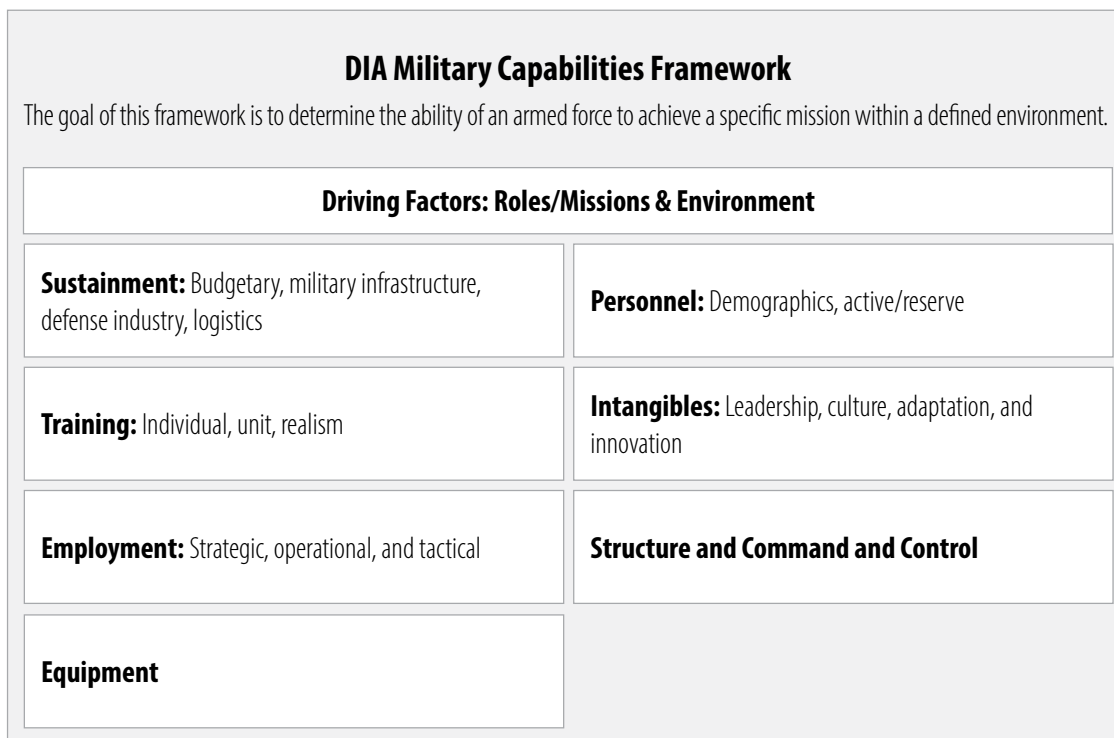 DIA Military Capabilities Framework
The goal of this framework is to determine the ability of an armed force to achieve a specific mission within a defined environment.
Driving Factors: Roles/Missions & Environment
Sustainment: Budgetary, military infrastructure,
defense industry, logistics
Personnel: Demographics, active/reserve
Training: Individual, unit, realism
Intangibles: Leadership, culture, adaptation, and
innovation
Employment: Strategic, operational, and tactical
Structure and Command and Control
Equipment